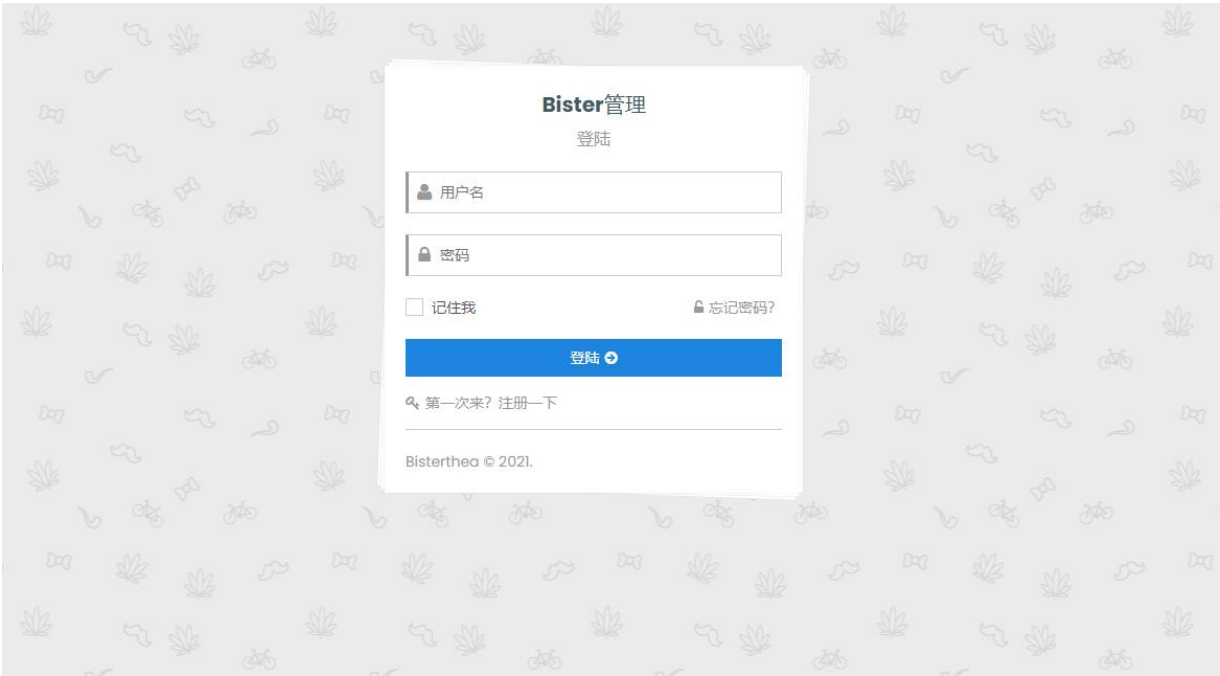 Bister管理
登陆
用户名
密码
记住我 忘记密码?
登陆
第一次来？注册一下
Bisterthea © 2021.